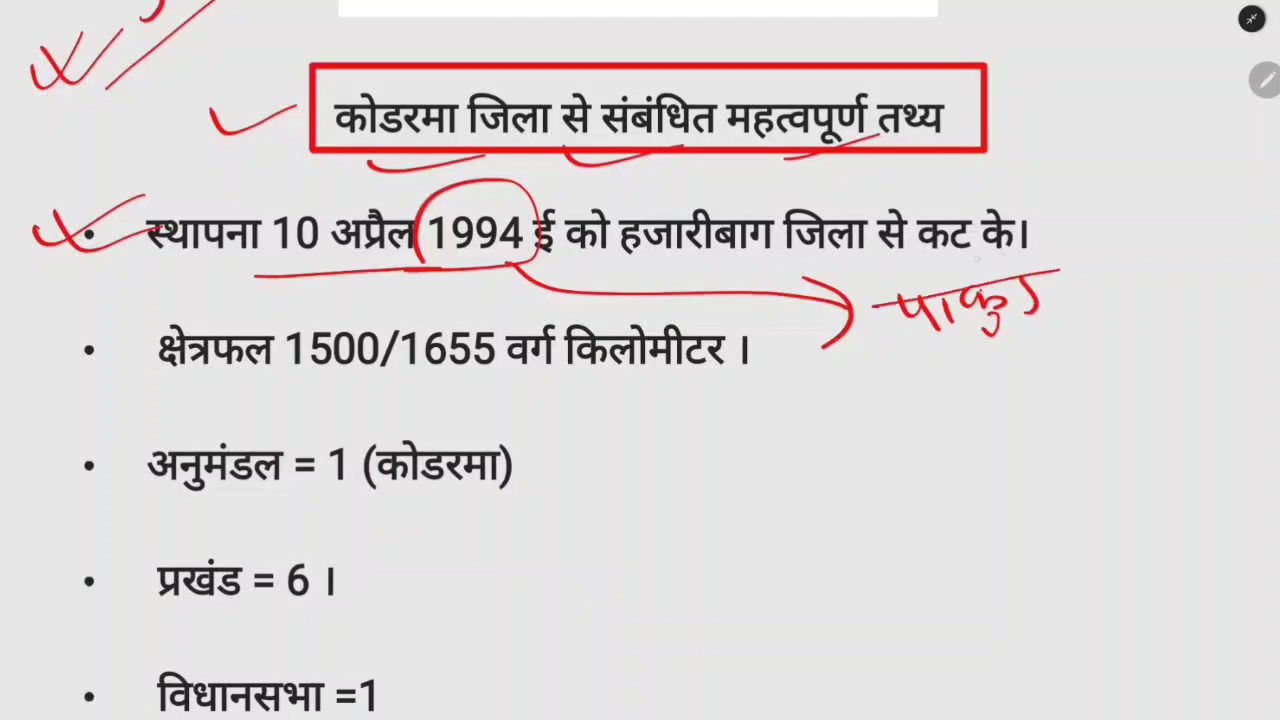 कोडरमा जिला से संबंधित महत्वपूर्ण तथ्य
• स्थापना 10 अप्रैल 1994 ई को हजारीबाग जिला से कट के।
पाकुड़
• क्षेत्रफल 1500/1655 वर्ग किलोमीटर ।
• अनुमंडल = 1 (कोडरमा)
• प्रखंड = 6 ।
• विधानसभा =1